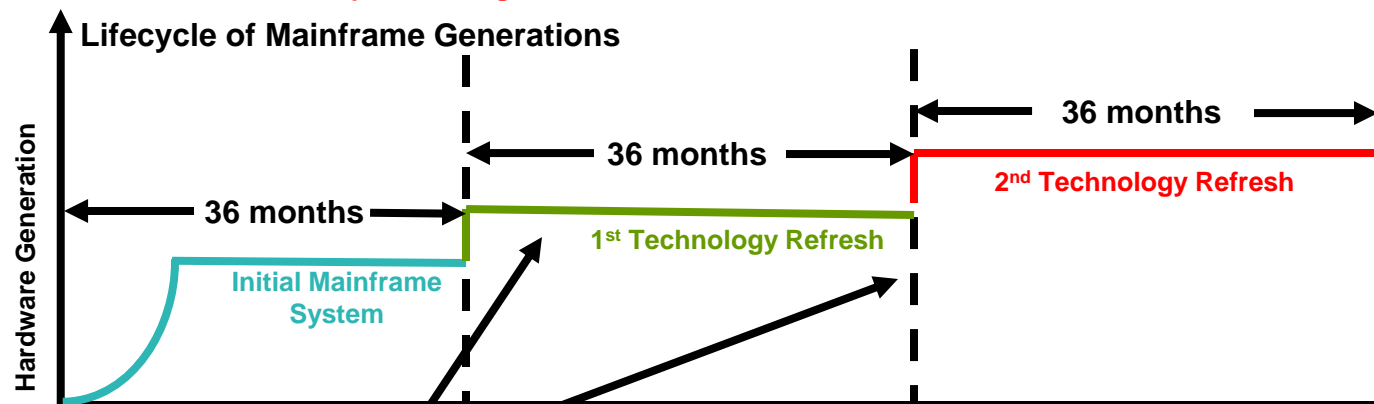 Lifecycle of Mainframe Generations
36 months
36 months
36 months
2nd Technology Refresh
1st Technology Refresh
Initial Mainframe
System
Hardware Generation